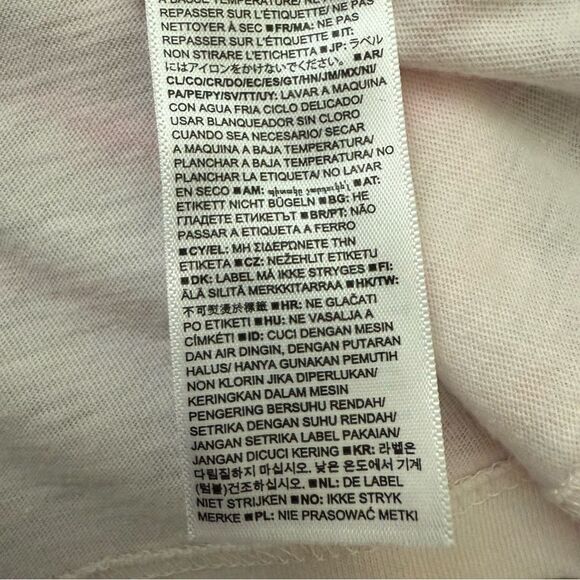 À BASSE TEMPÉRATURE/ NE
REPASSER SUR L'ÉTIQUETTE/ NE PAS
NETTOYER À SEC ■FR/MA: NE PAS
REPASSER SUR L'ÉTIQUETTE ■IT:
NON STIRARE L'ETICHETTA ■JP: ラベル
にはアイロンをかけないでください。■AR/
CL/CO/CR/DO/EC/ES/GT/HN/JM/MX/NI/
PA/PE/PY/SV/TT/UY: LAVAR A MAQUINA
CON AGUA FRIA CICLO DELICADO/
USAR BLANQUEADOR SIN CLORO
CUANDO SEA NECESARIO/ SECAR
A MAQUINA A BAJA TEMPERATURA/
PLANCHAR A BAJA TEMPERATURA/ NO
PLANCHAR LA ETIQUETA/ NO LAVAR
EN SECO ■AM: ■AT:
ETIKETT NICHT BÜGELN ■BG: НЕ
ГЛАДЕТЕ ЕТИКЕТЪТ ■BR/PT: NÃO
PASSAR A ETIQUETA A FERRO
■CY/EL: ΜΗ ΣΙΔΕΡΩΝΕΤΕ ΤΗΝ
ETIKETA ■CZ: NEŽEHLIT ETIKETU
■DK: LABEL MÅ IKKE STRYGES ■FI:
ÄLÄ SILITÄ MERKKITARRAA ■HK/TW:
不可熨燙於標籤 ■HR: NE GLAČATI
PO ETIKETI ■HU: NE VASALJA A
CÍMKÉT! ■ID: CUCI DENGAN MESIN
DAN AIR DINGIN, DENGAN PUTARAN
HALUS/ HANYA GUNAKAN PEMUTIH
NON KLORIN JIKA DIPERLUKAN/
KERINGKAN DALAM MESIN
PENGERING BERSUHU RENDAH/
SETRIKA DENGAN SUHU RENDAH/
JANGAN SETRIKA LABEL PAKAIAN/
JANGAN DICUCI KERING ■KR: 라벨은
다림질하지 마십시오. 낮은 온도에서 기계
(텀블)건조하십시오. ■NL: DE LABEL
NIET STRIJKEN ■NO: IKKE STRYK
MERKE ■PL: NIE PRASOWAĆ METKI